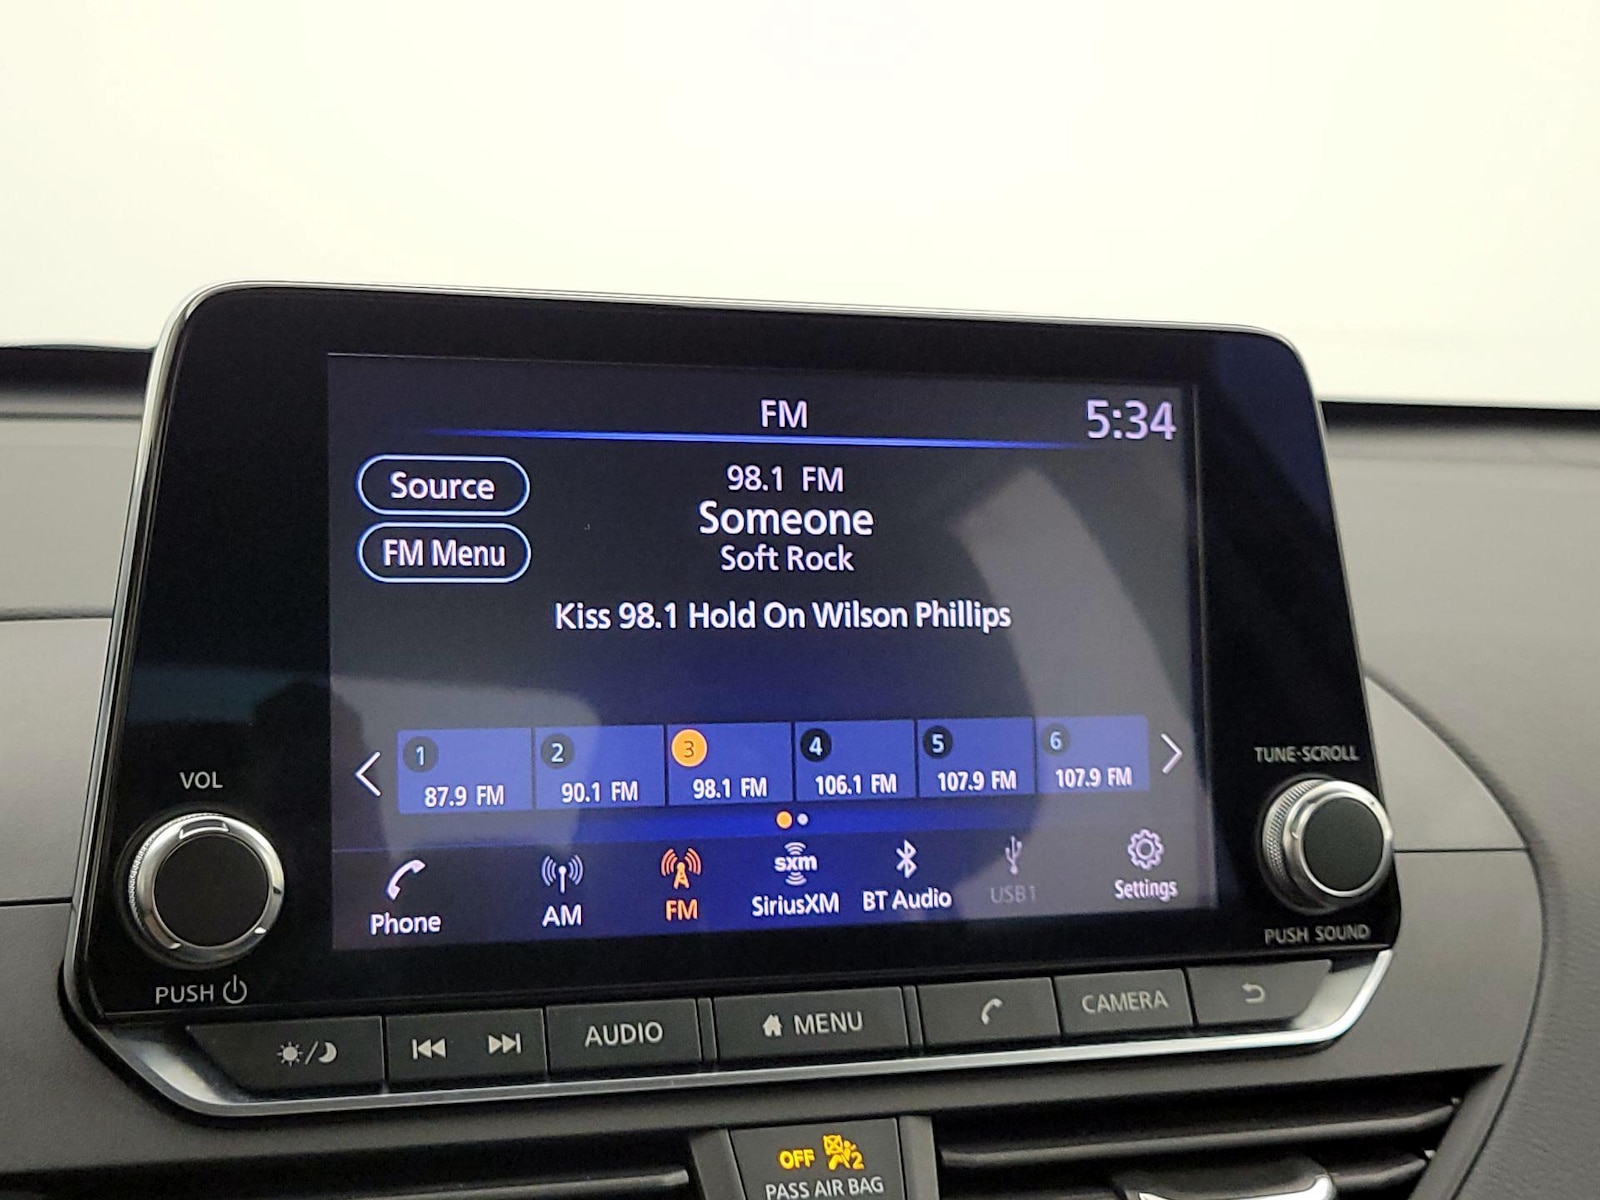 FM
5:34
Source
FM Menu
98.1 FM
Someone
Soft Rock
Kiss 98.1 Hold On Wilson Phillips
1 2 3 4 5 6
87.9 FM 90.1 FM 98.1 FM 106.1 FM 107.9 FM 107.9 FM
sxm
Phone AM FM SiriusXM BT Audio USB1 Settings
VOL
PUSH
TUNE·SCROLL
PUSH SOUND
AUDIO MENU CAMERA
OFF 2
PASS AIR BAG